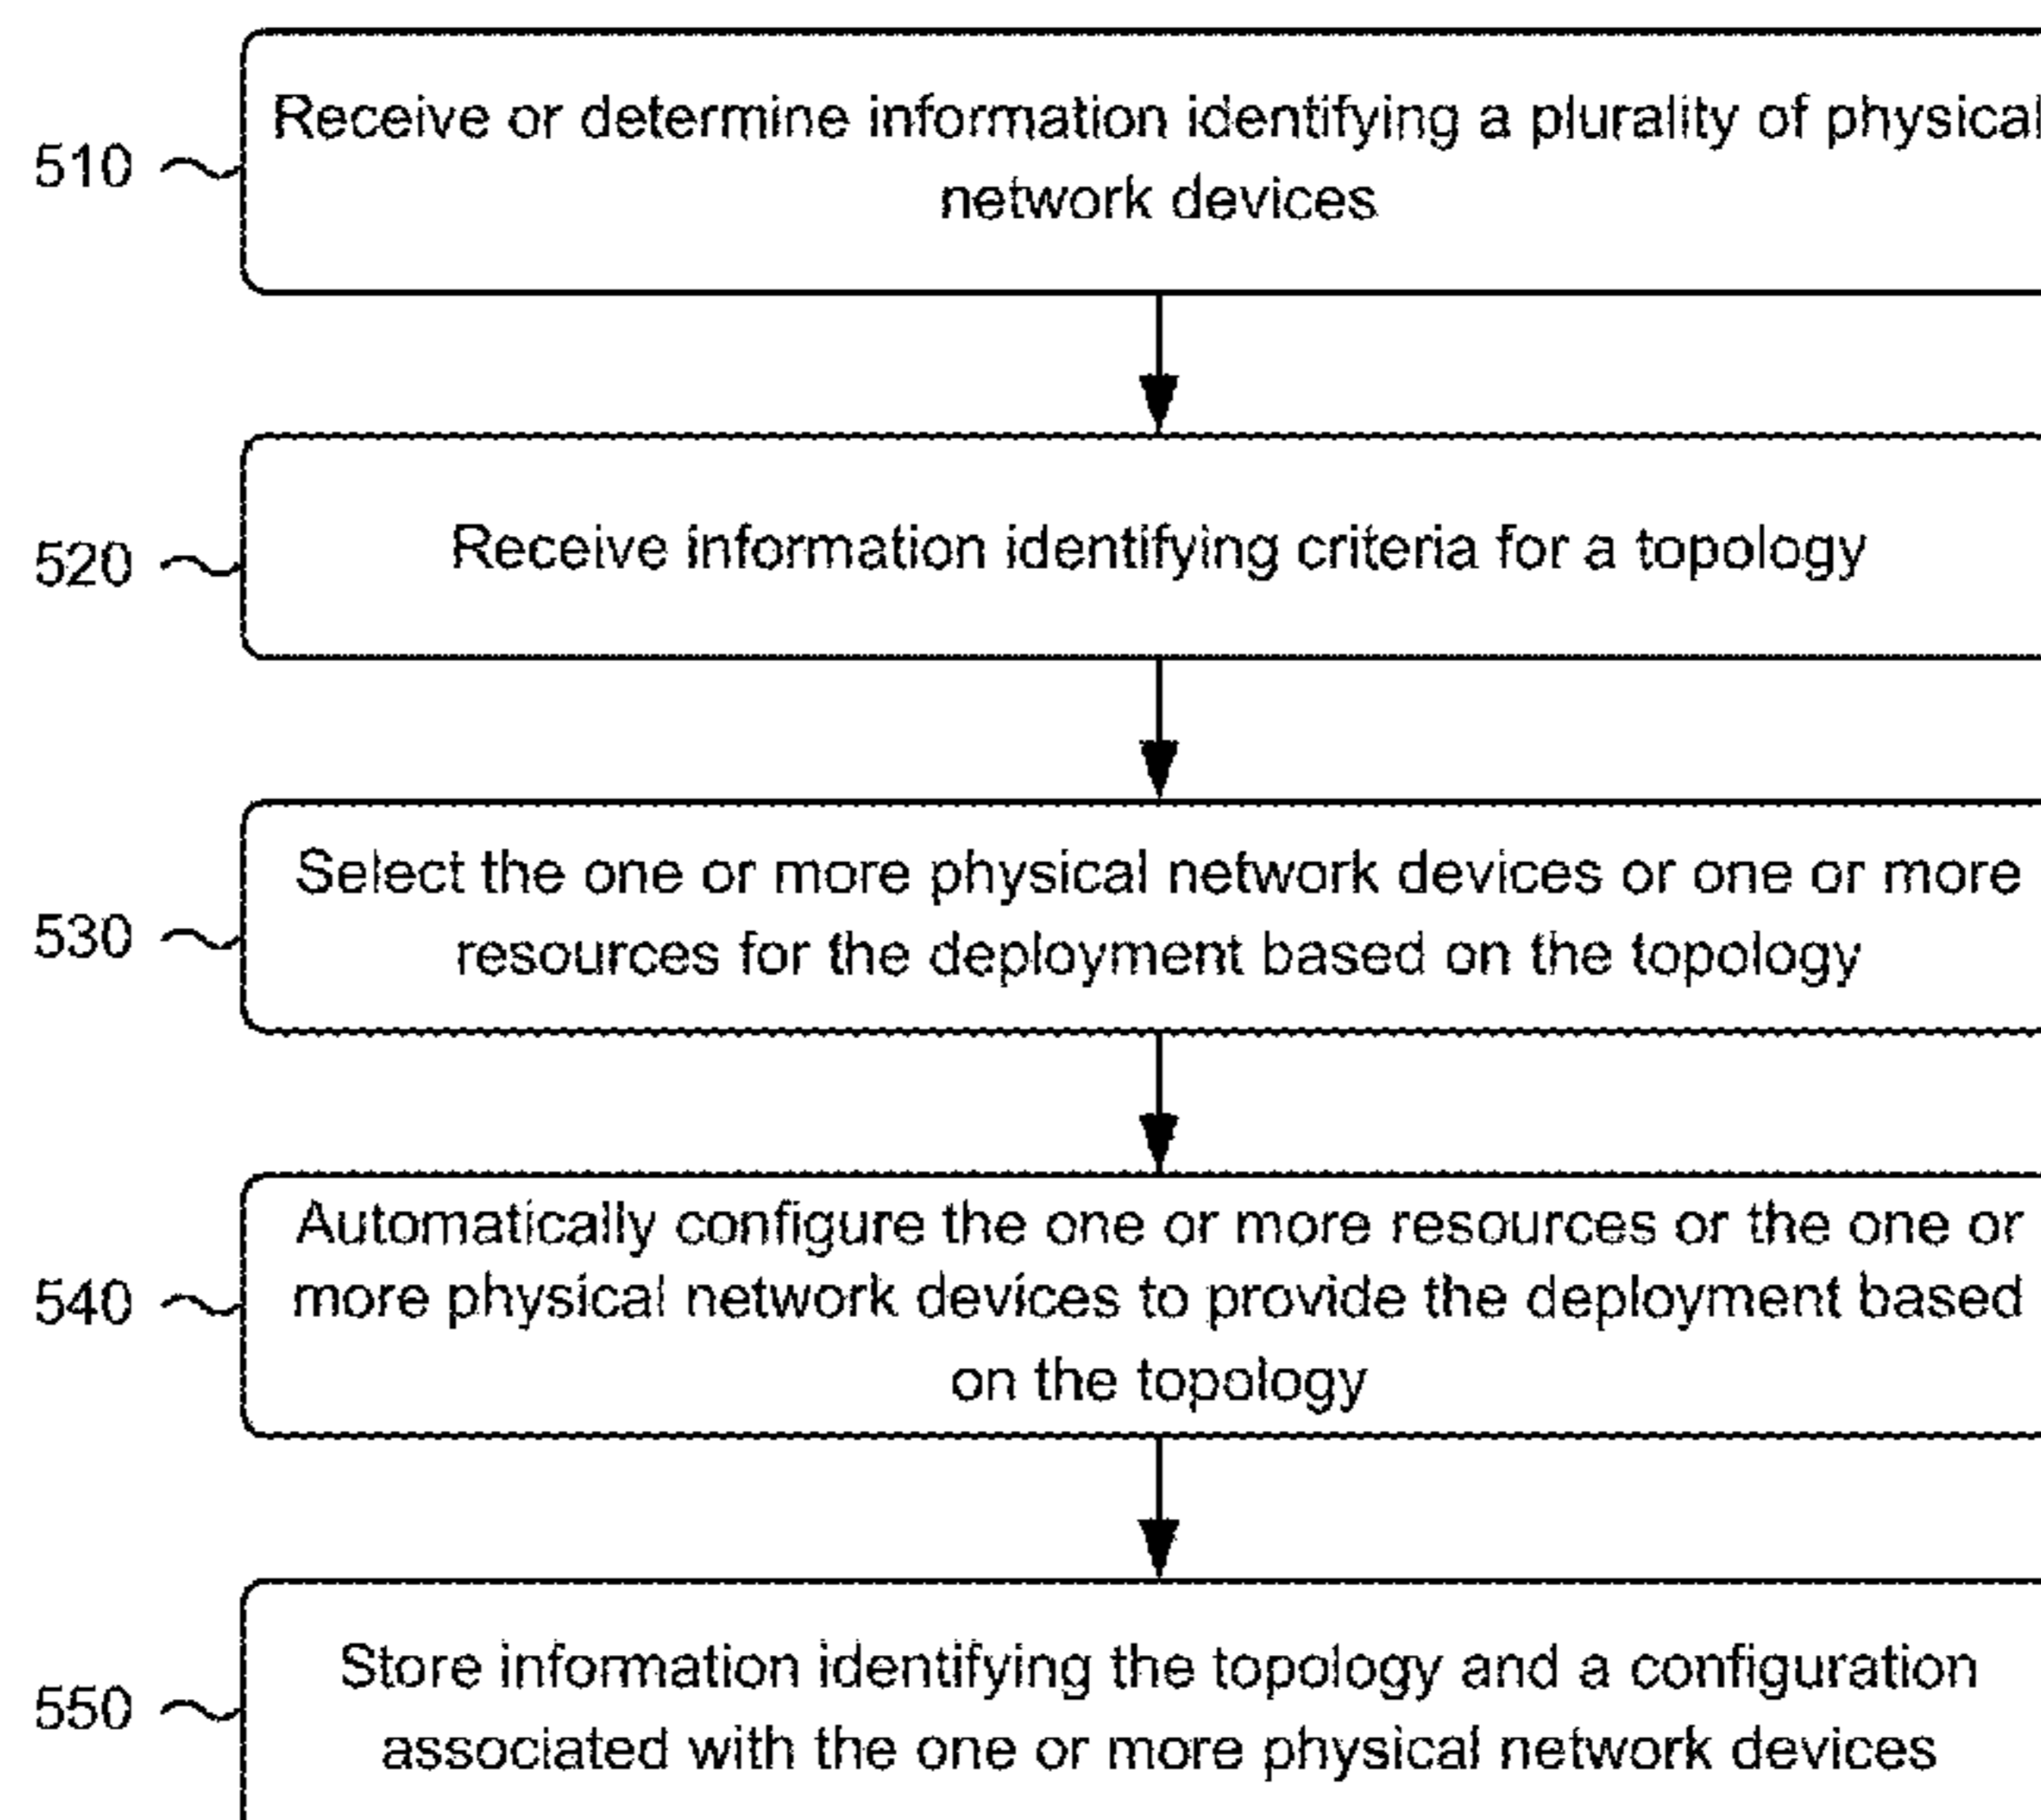 510
Receive or determine information identifying a plurality of physical
network devices
520
Receive information identifying criteria for a topology
530
Select the one or more physical network devices or one or more
resources for the deployment based on the topology
540
Automatically configure the one or more resources or the one or
more physical network devices to provide the deployment based
on the topology
550
Store information identifying the topology and a configuration
associated with the one or more physical network devices